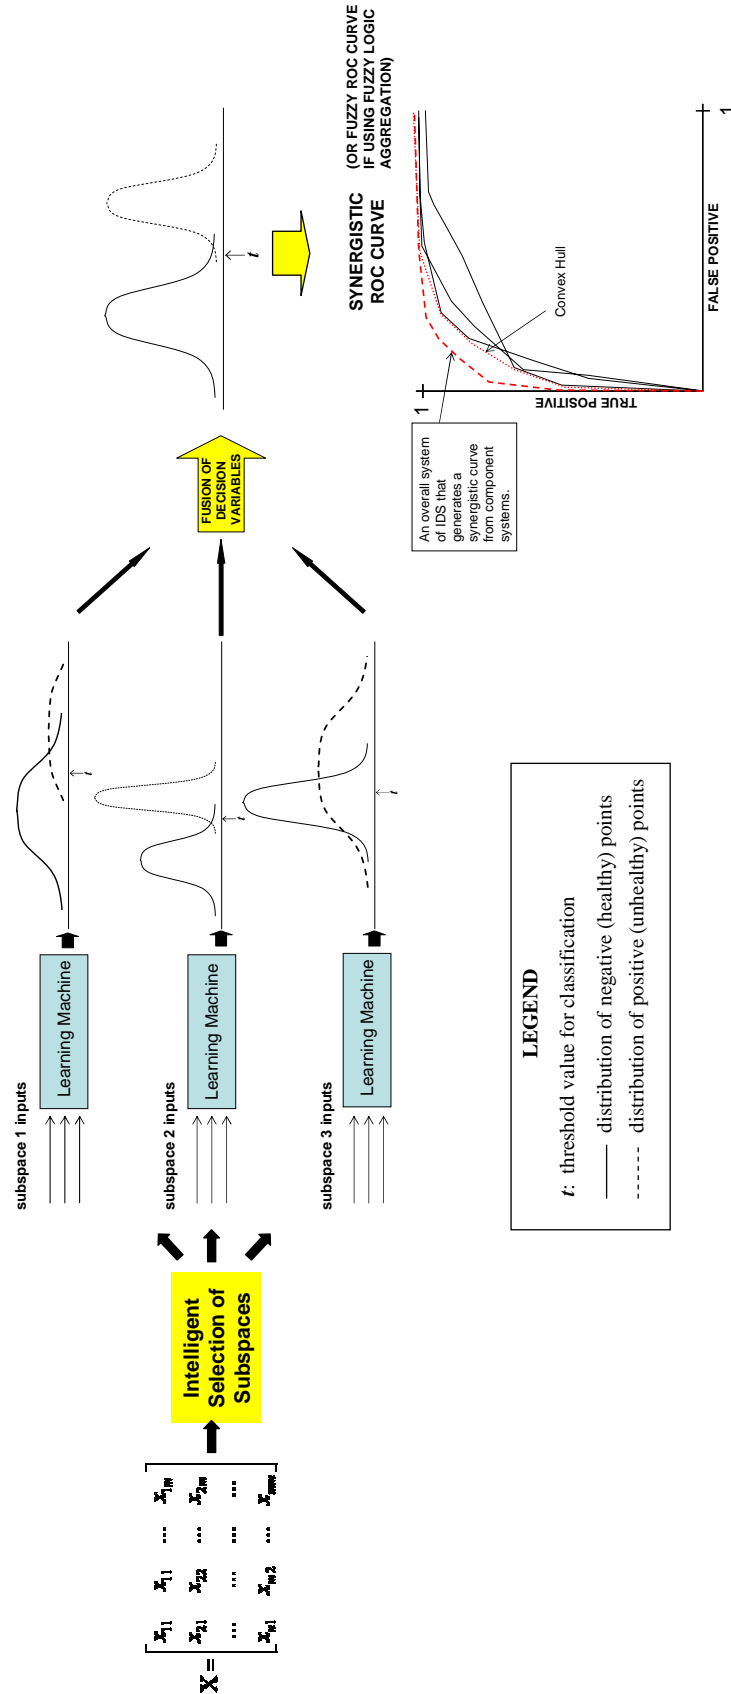 X =
x11 x11 ... x1m
x21 x22 ... x2m
... ... ... ...
xN1 xN2 ... xNm
Intelligent
Selection of
Subspaces
subspace 1 inputs
Learning Machine
t
subspace 2 inputs
Learning Machine
t
subspace 3 inputs
Learning Machine
t
FUSION OF
DECISION
VARIABLES
t
SYNERGISTIC
ROC CURVE
(OR FUZZY ROC CURVE
IF USING FUZZY LOGIC
AGGREGATION)
An overall system
of IDS that
generates a
synergistic curve
from component
systems.
1
TRUE POSITIVE
Convex Hull
FALSE POSITIVE
1
LEGEND
t: threshold value for classification
distribution of negative (healthy) points
distribution of positive (unhealthy) points